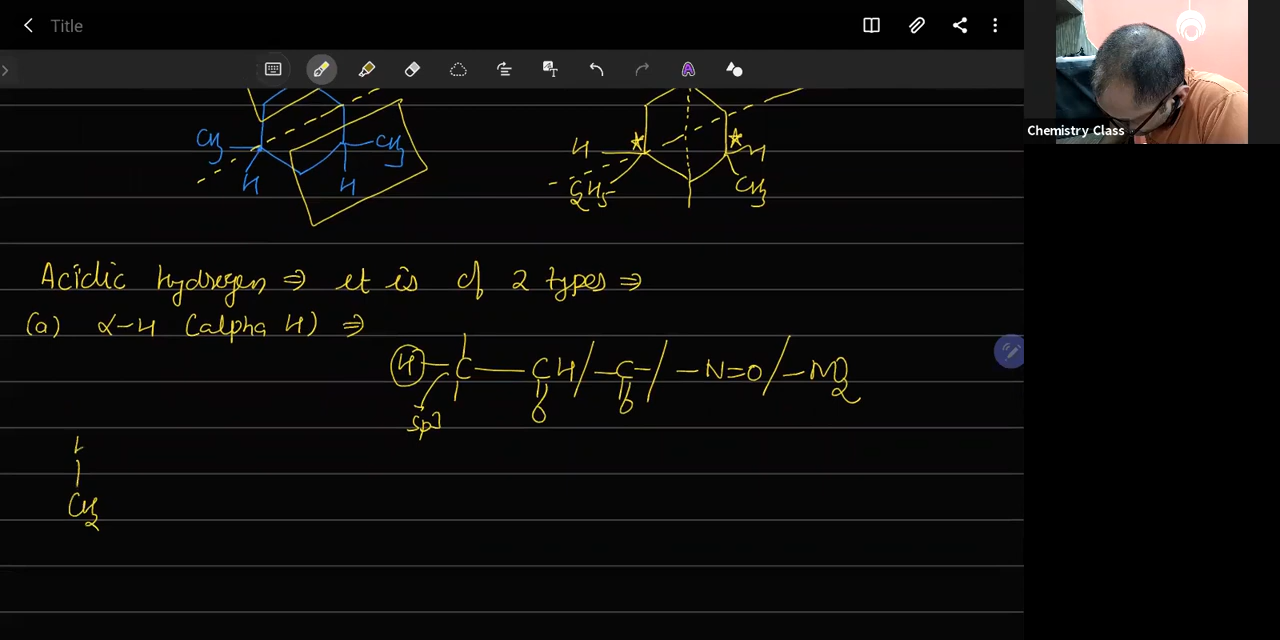 Title
Chemistry Class
CH3 CH3
H H
H H
C2H5 CH3
Acidic hydrogen ⇒ it is of 2 types ⇒
(a) α-H (alpha H) ⇒
H-C-CH/ -C-/ -N=O/ -NO2
O O
sp3
CH2